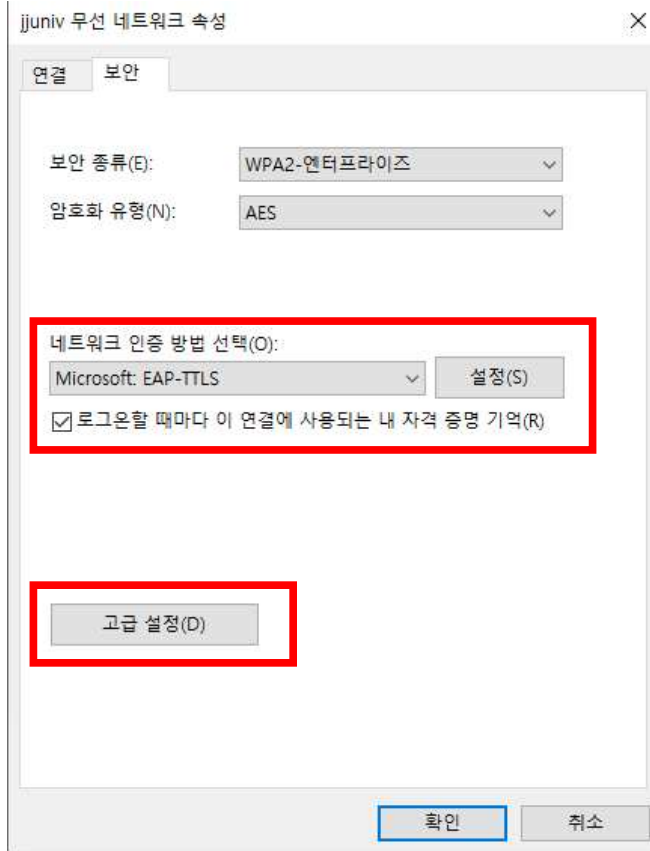 jjuniv 무선 네트워크 속성
연결 보안
보안 종류(E): WPA2-엔터프라이즈
암호화 유형(N): AES
네트워크 인증 방법 선택(O):
Microsoft: EAP-TTLS 설정(S)
로그온할 때마다 이 연결에 사용되는 내 자격 증명 기억(R)
고급 설정(D)
확인 취소